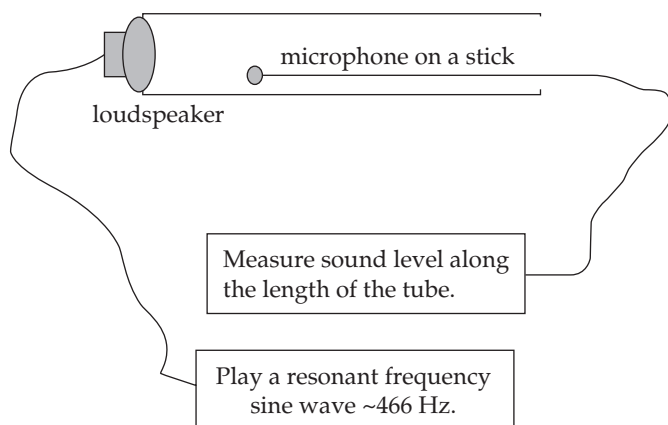 microphone on a stick
loudspeaker
Measure sound level along
the length of the tube.
Play a resonant frequency
sine wave ~466 Hz.